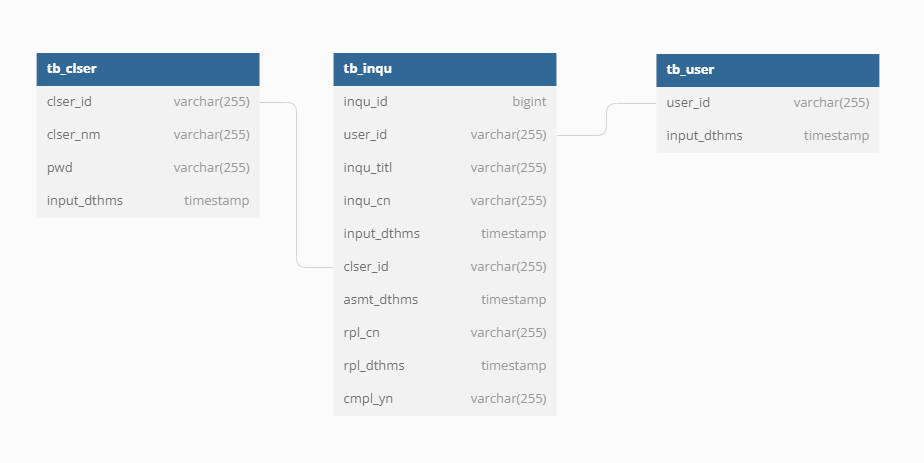 tb_clser
clser_id varchar(255)
clser_nm varchar(255)
pwd varchar(255)
input_dthms timestamp
tb_inqu
inqu_id bigint
user_id varchar(255)
inqu_titl varchar(255)
inqu_cn varchar(255)
input_dthms timestamp
clser_id varchar(255)
asmt_dthms timestamp
rpl_cn varchar(255)
rpl_dthms timestamp
cmpl_yn varchar(255)
tb_user
user_id varchar(255)
input_dthms timestamp